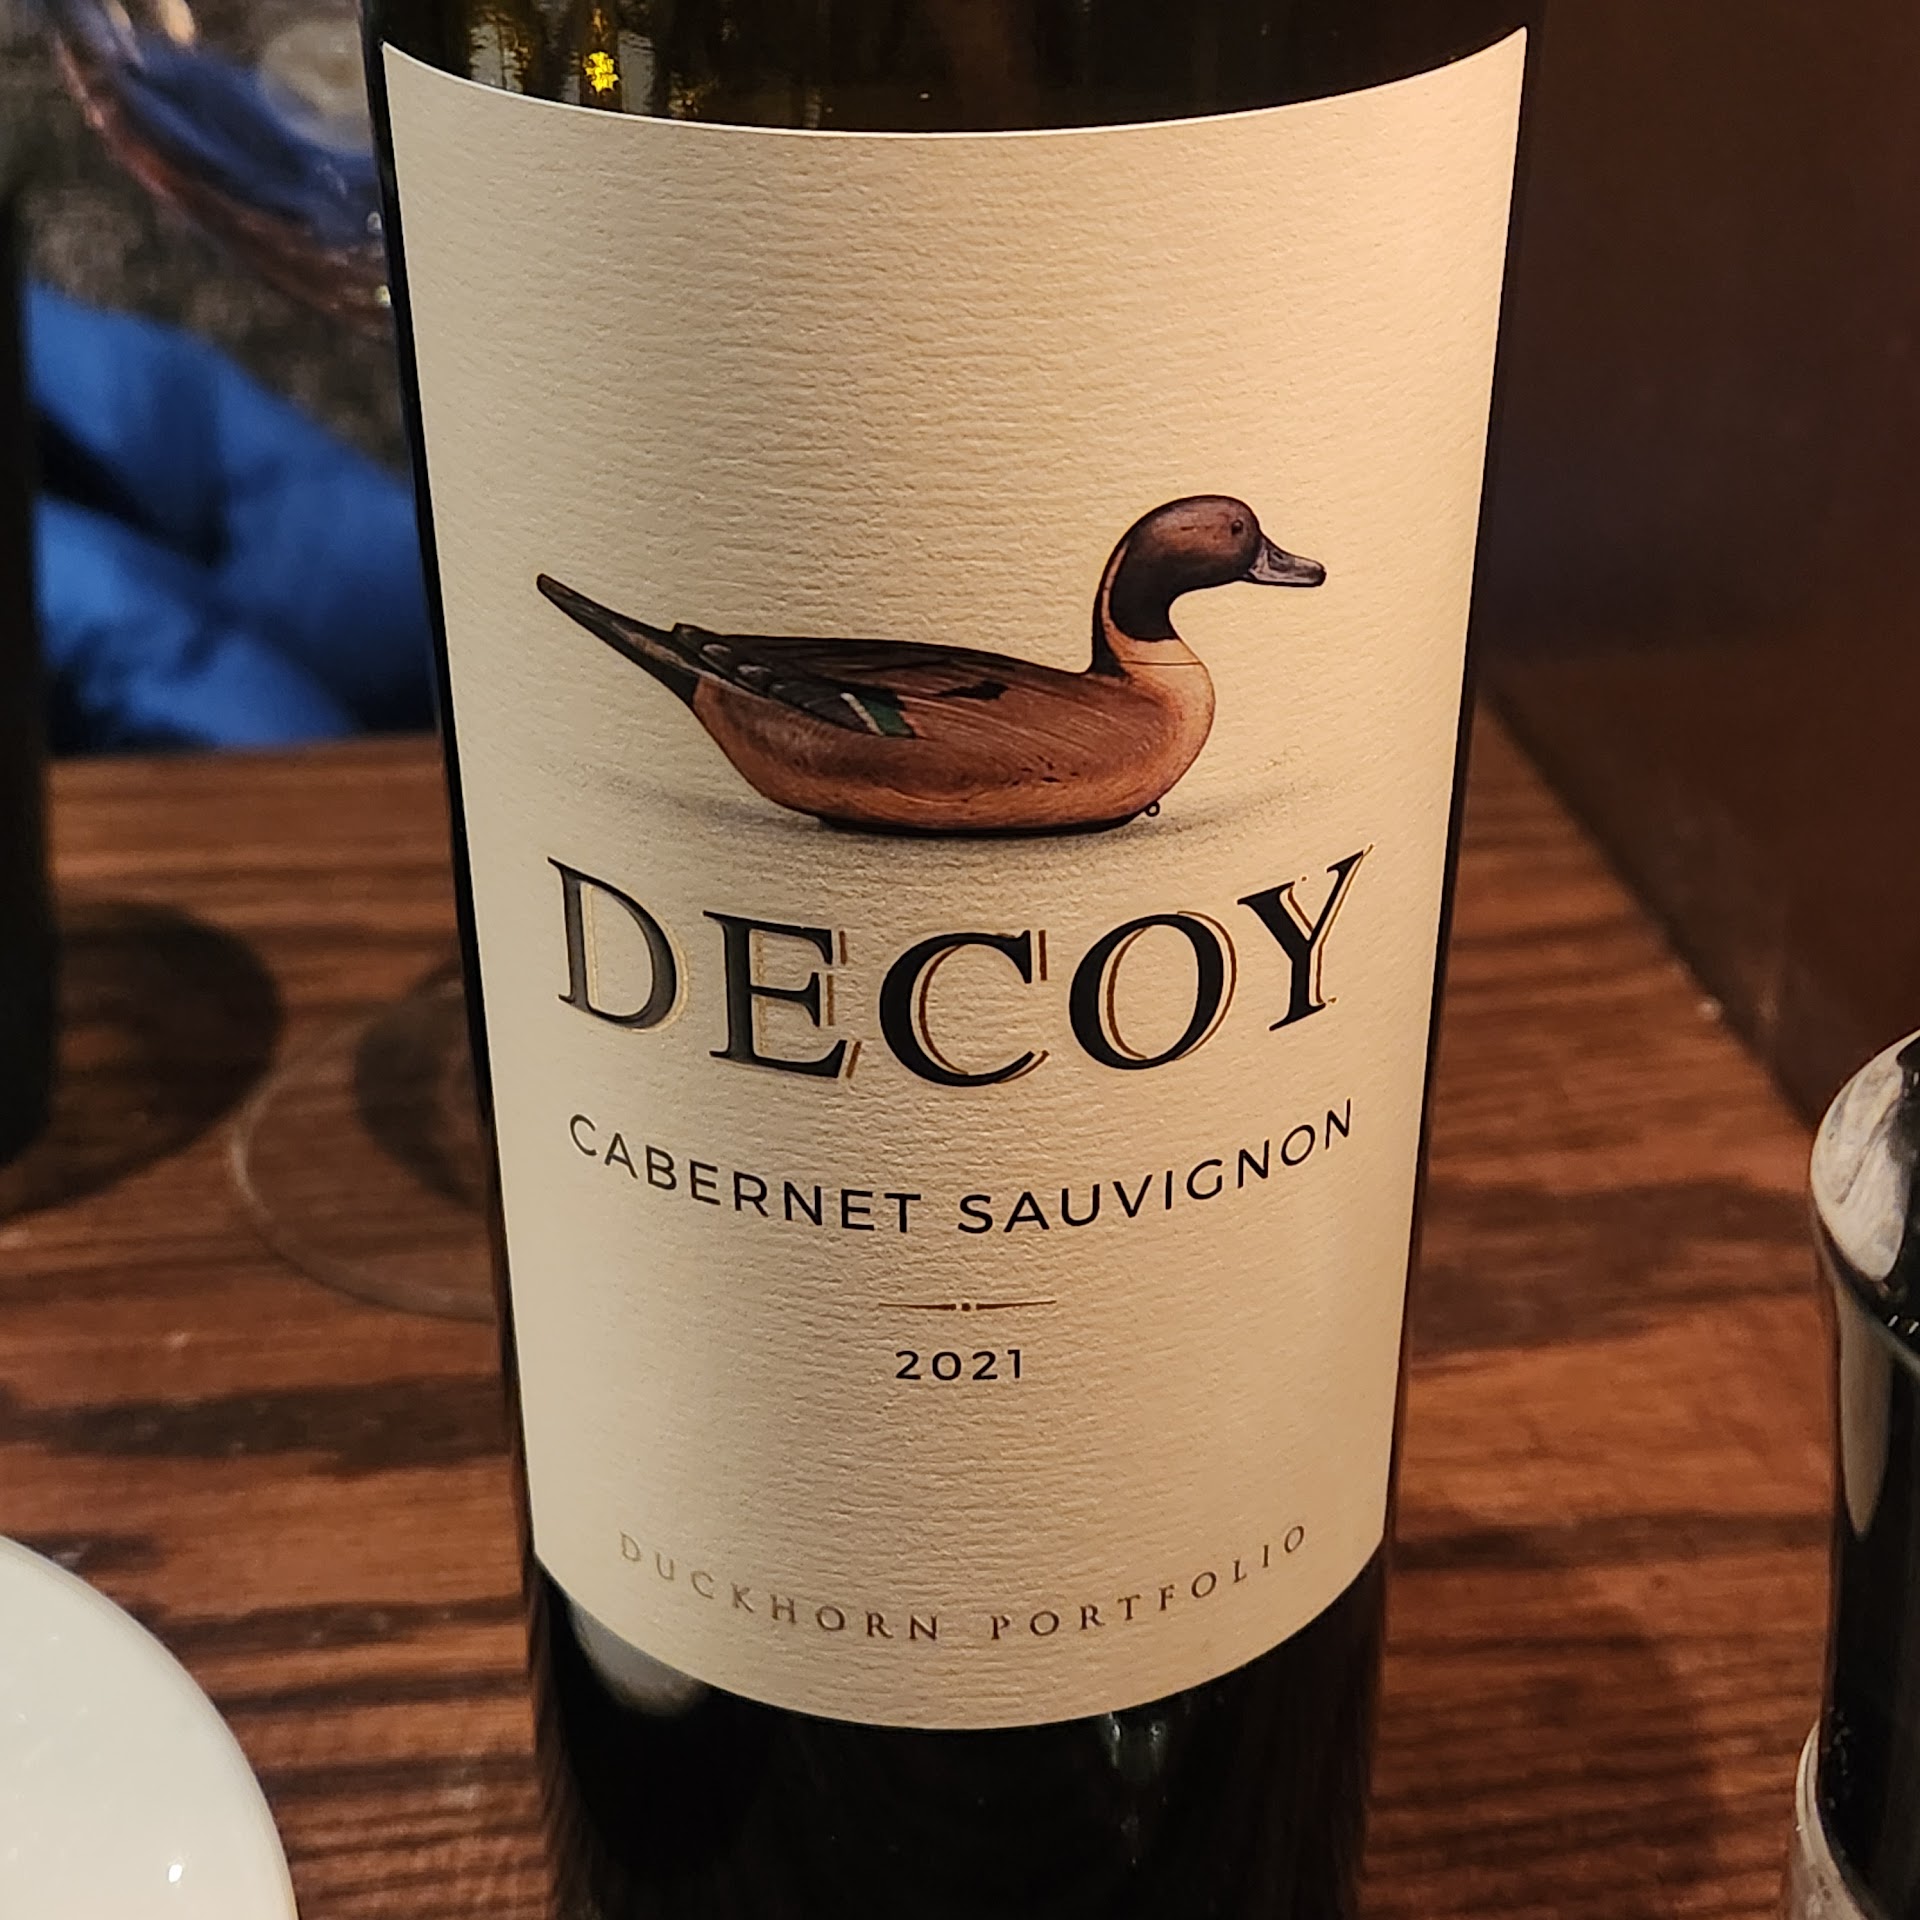 DECOY
CABERNET SAUVIGNON
2021
DUCKHORN PORTFOLIO